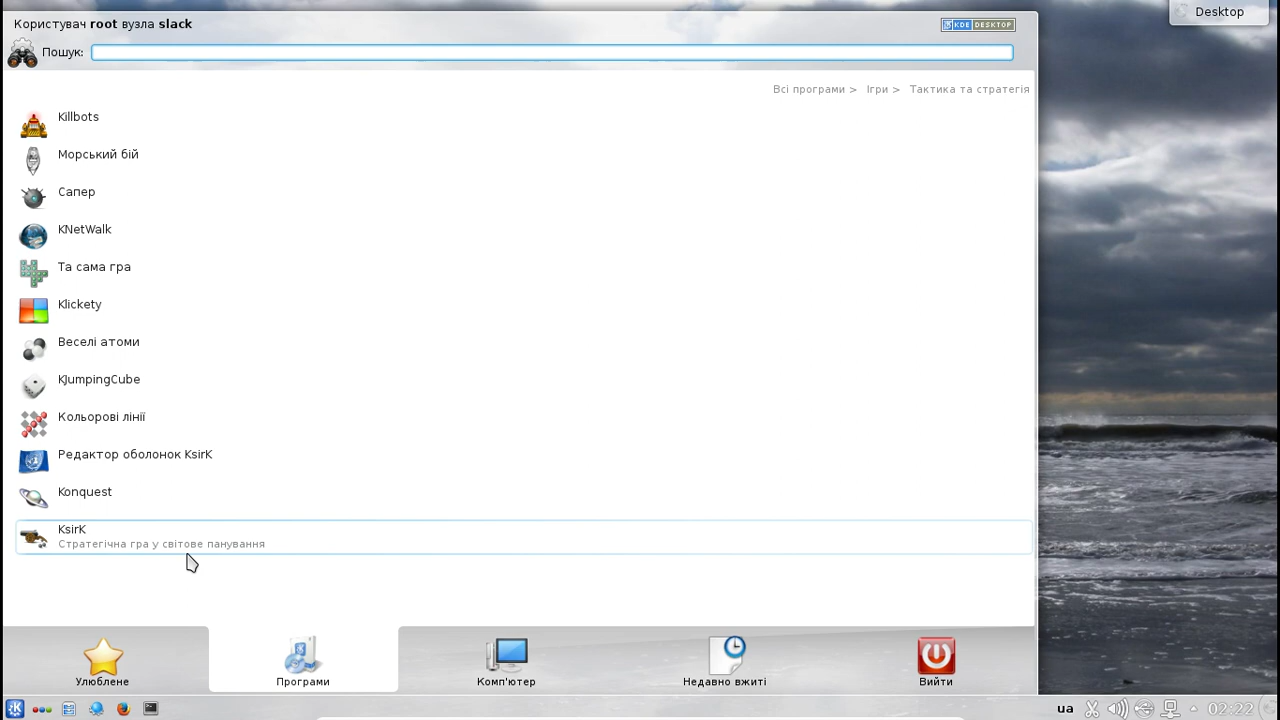 Користувач root вузла slack
KDE DESKTOP
Desktop
Пошук:
Всі програми > Ігри > Тактика та стратегія
Killbots
Морський бій
Сапер
KNetWalk
Та сама гра
Klickety
Веселі атоми
KJumpingCube
Кольорові лінії
Редактор оболонок KsirK
Konquest
KsirK
Стратегічна гра у світове панування
Улюблене
Програми
Комп'ютер
Недавно вжиті
Вийти
ua
02:22